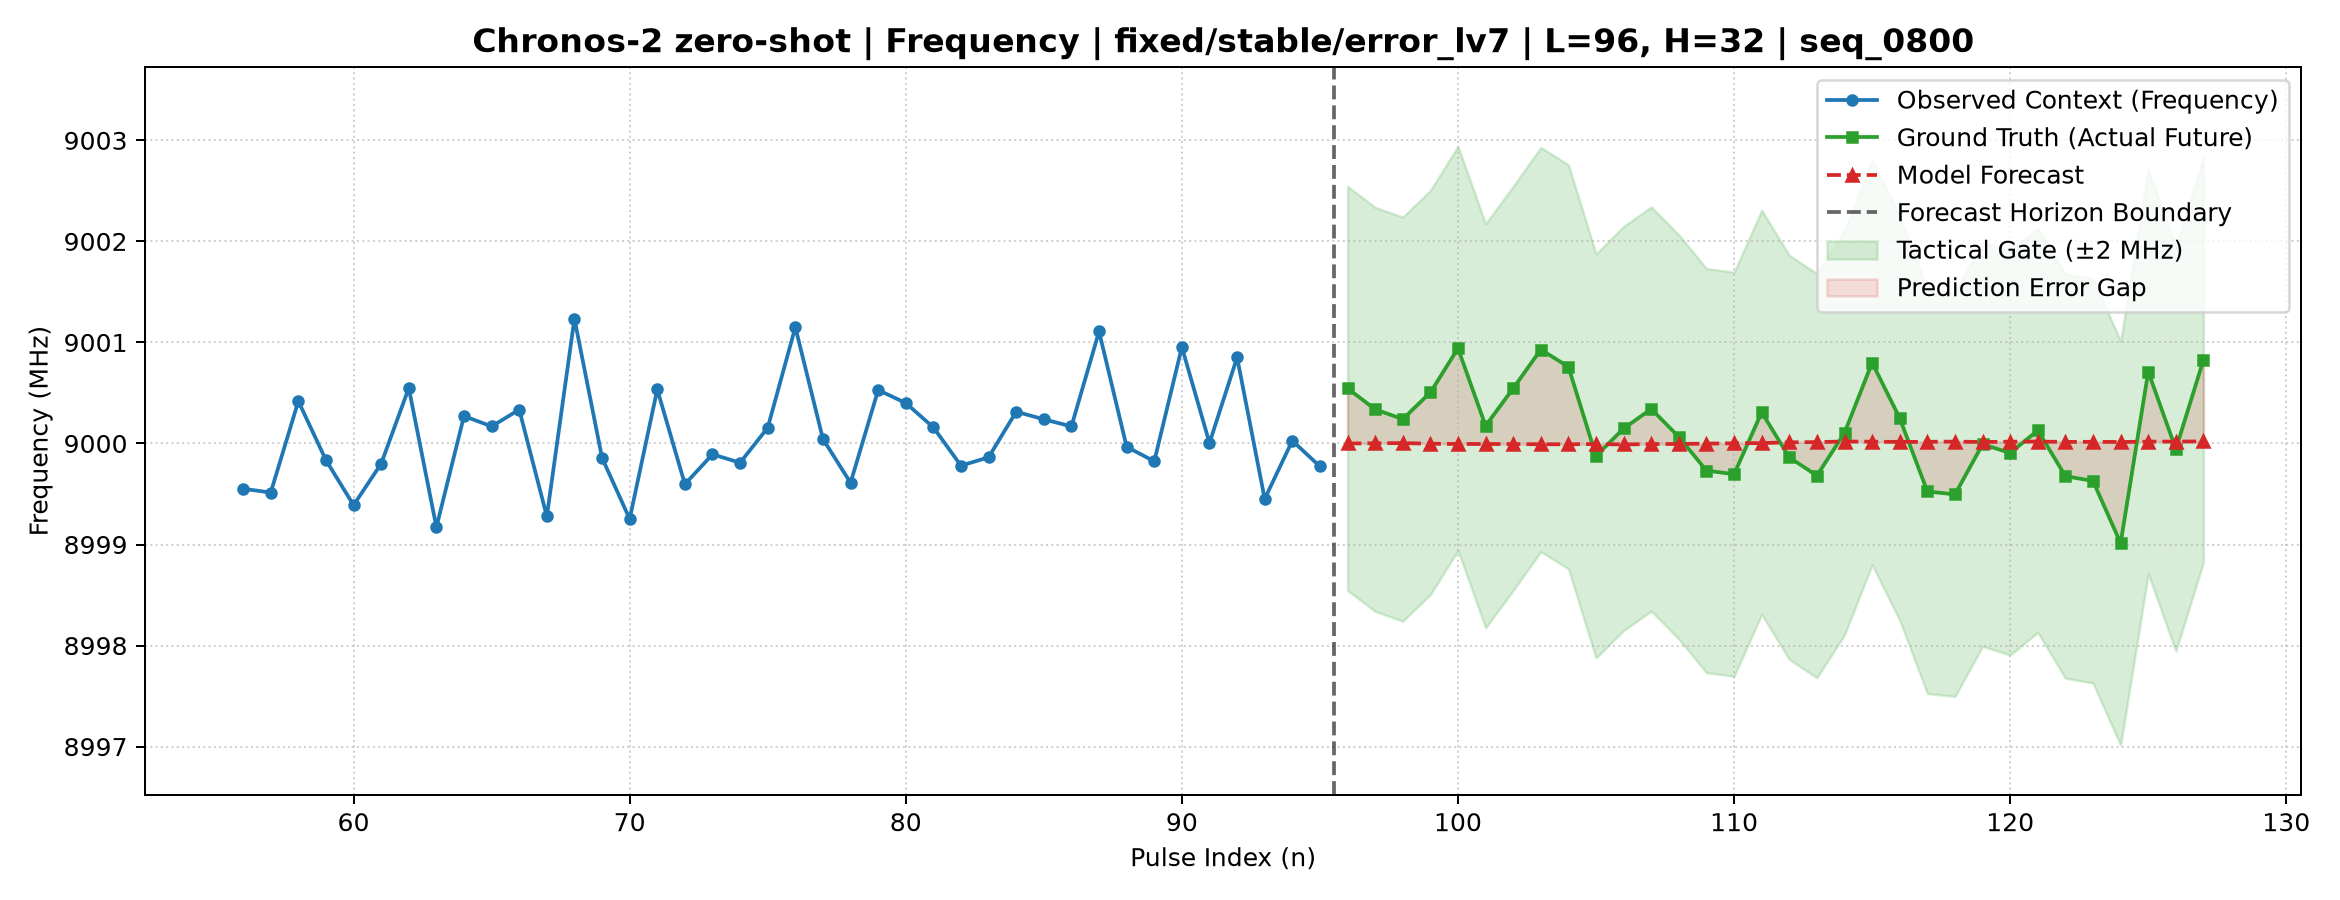 Chronos-2 zero-shot | Frequency | fixed/stable/error_lv7 | L=96, H=32 | seq_0800
Observed Context (Frequency)
Ground Truth (Actual Future)
Model Forecast
Forecast Horizon Boundary
Tactical Gate (±2 MHz)
Prediction Error Gap
Frequency (MHz)
9003
9002
9001
9000
8999
8998
8997
60 70 80 90 100 110 120 130
Pulse Index (n)